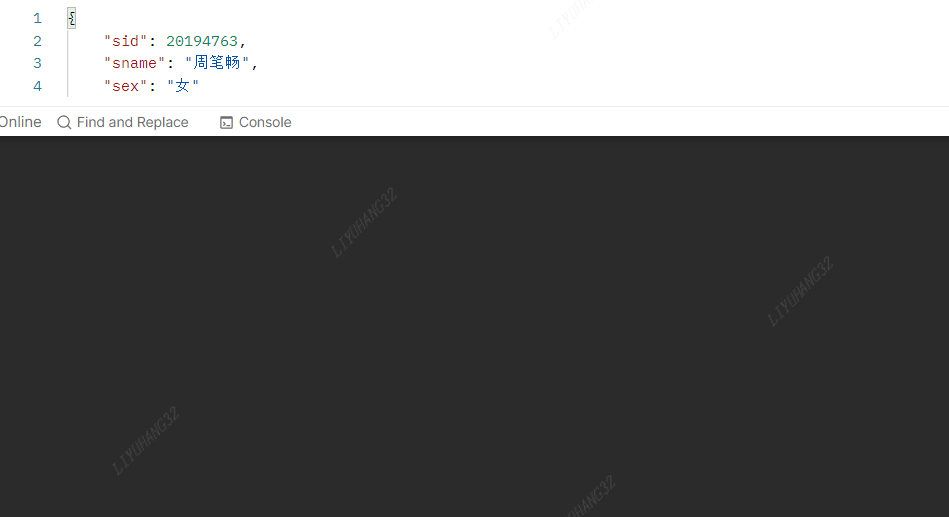 1 {
2 "sid": 20194763,
3 "sname": "周笔畅",
4 "sex": "女"
Online Find and Replace Console
LIYUHANG32
LIYUHANG32
LIYUHANG32